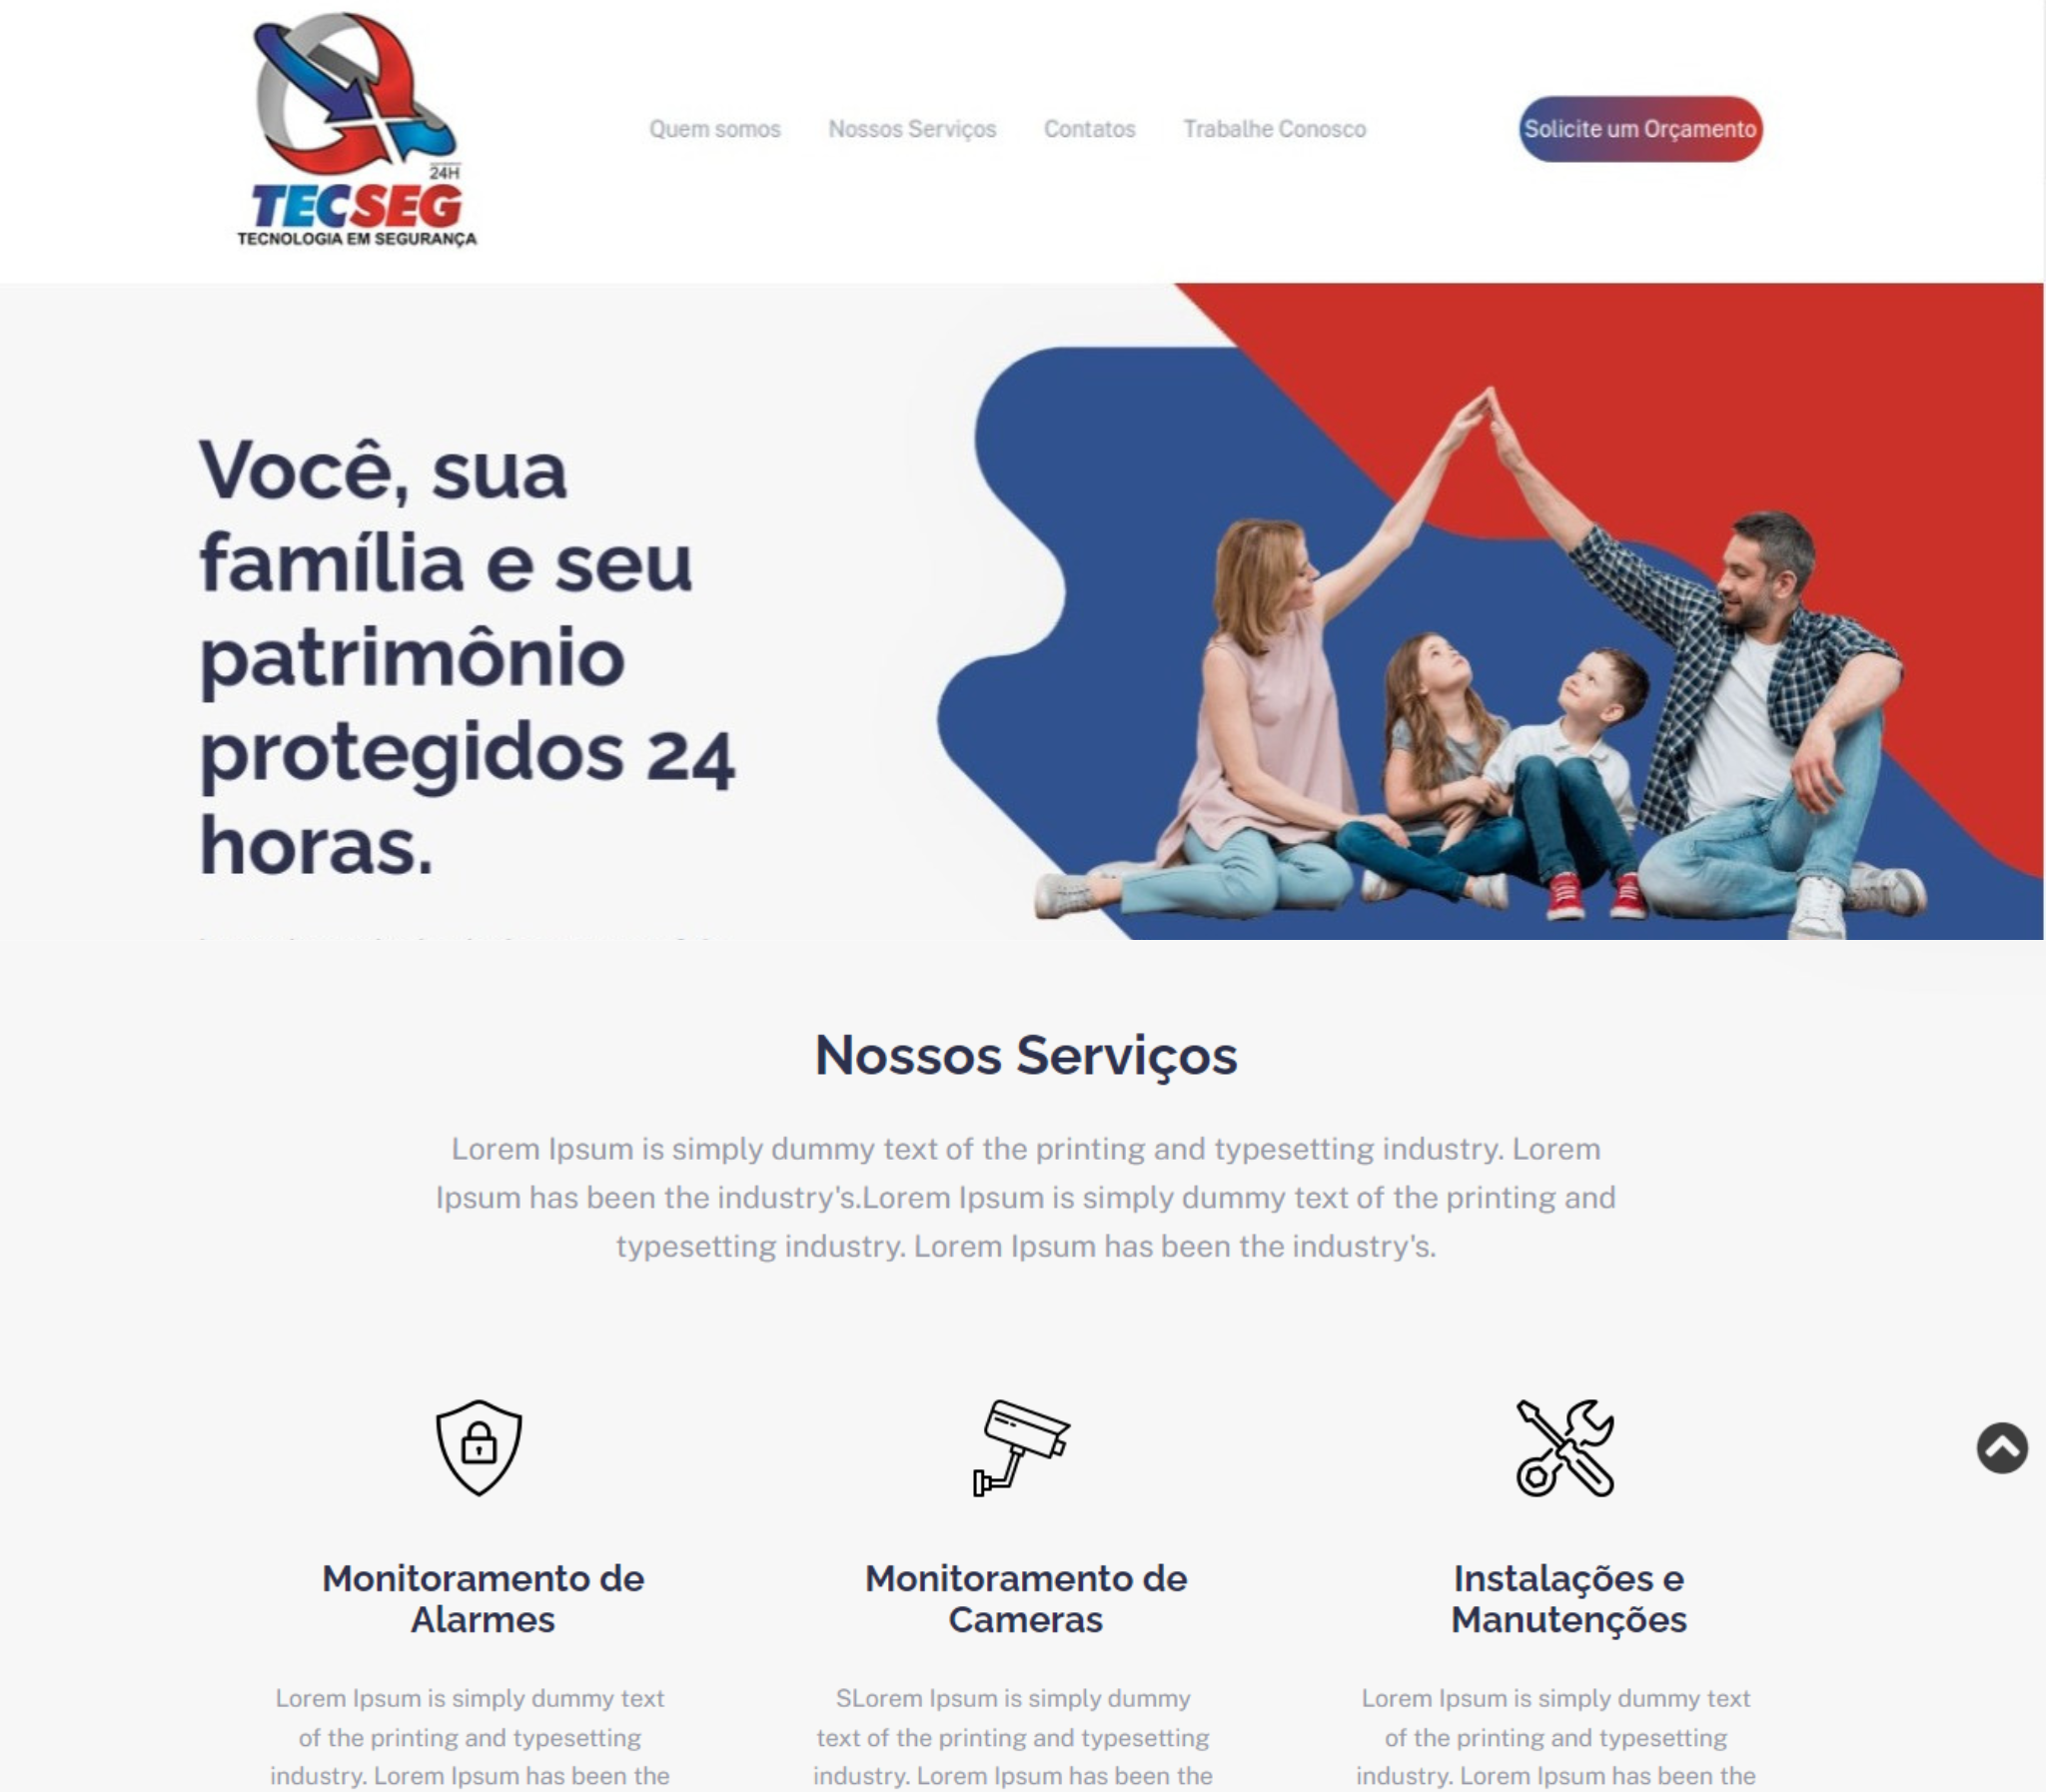 24H
TECSEG
TECNOLOGIA EM SEGURANÇA
Quem somos
Nossos Serviços
Contatos
Trabalhe Conosco
Solicite um Orçamento
Você, sua
família e seu
patrimônio
protegidos 24
horas.
Nossos Serviços
Lorem Ipsum is simply dummy text of the printing and typesetting industry. Lorem
Ipsum has been the industry's.Lorem Ipsum is simply dummy text of the printing and
typesetting industry. Lorem Ipsum has been the industry's.
Monitoramento de
Alarmes
Lorem Ipsum is simply dummy text
of the printing and typesetting
industry. Lorem Ipsum has been the
Monitoramento de
Cameras
SLorem Ipsum is simply dummy
text of the printing and typesetting
industry. Lorem Ipsum has been the
Instalações e
Manutenções
Lorem Ipsum is simply dummy text
of the printing and typesetting
industry. Lorem Ipsum has been the